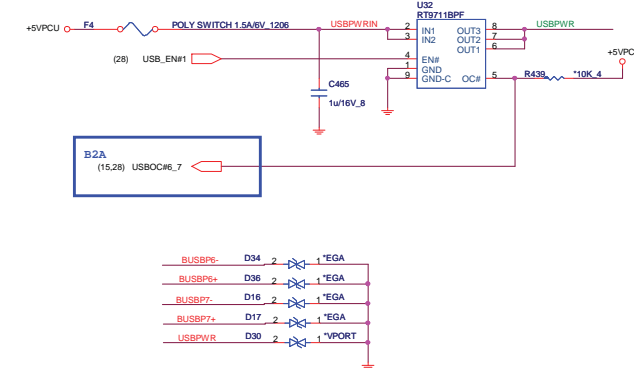 U32
RT9711BPF
+5VPCU F4 POLY SWITCH 1.5A/6V_1206 USBPWRIN 2 IN1 OUT3 8 USBPWR
3 IN2 OUT2 7
OUT1 6
(28) USB_EN#1 4 EN#
+5VPC
1 GND
9 GND-C OC# 5 R439 *10K_4
C465
1u/16V_8
B2A
(15,28) USBOC#6_7
BUSBP6- D34 2 1 *EGA
BUSBP6+ D36 2 1 *EGA
BUSBP7- D16 2 1 *EGA
BUSBP7+ D17 2 1 *EGA
USBPWR D30 2 1 *VPORT